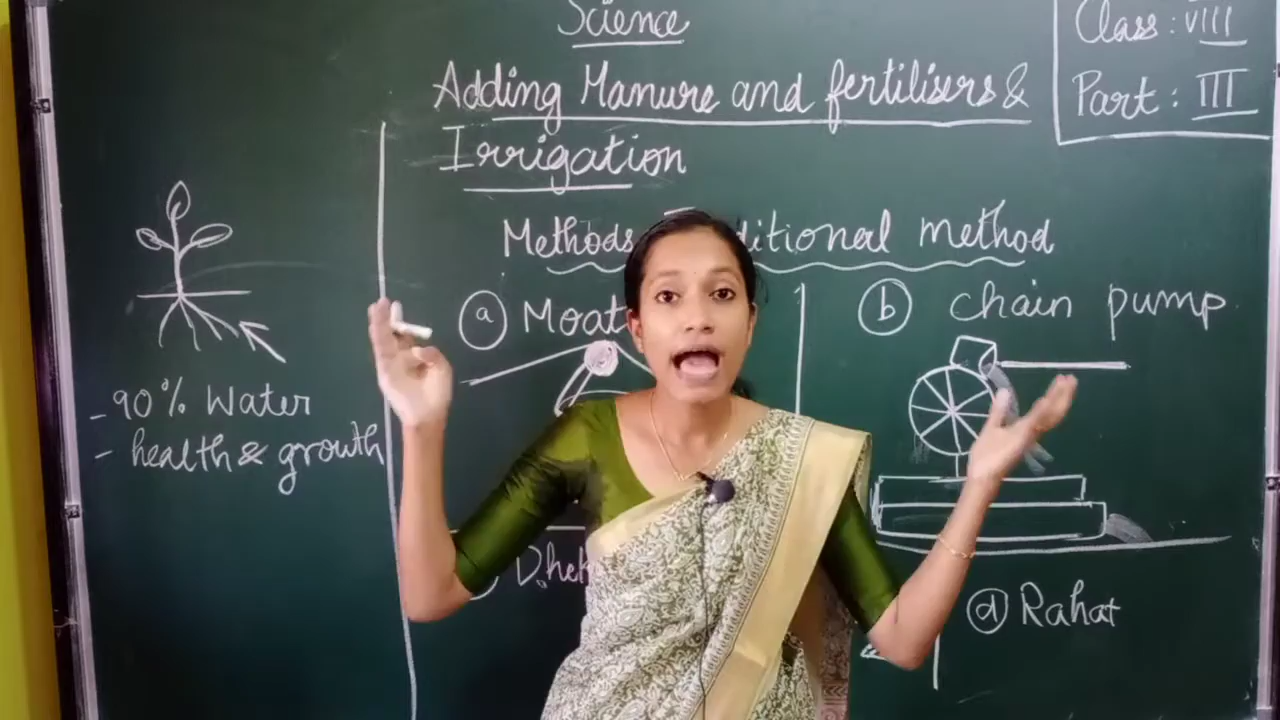 Science
Class : VIII
Part : III
Adding Manure and fertilisers &
Irrigation
Methods
method
- 90% Water
- health & growth
(a) Moat
(b) Chain pump
(d) Rahat